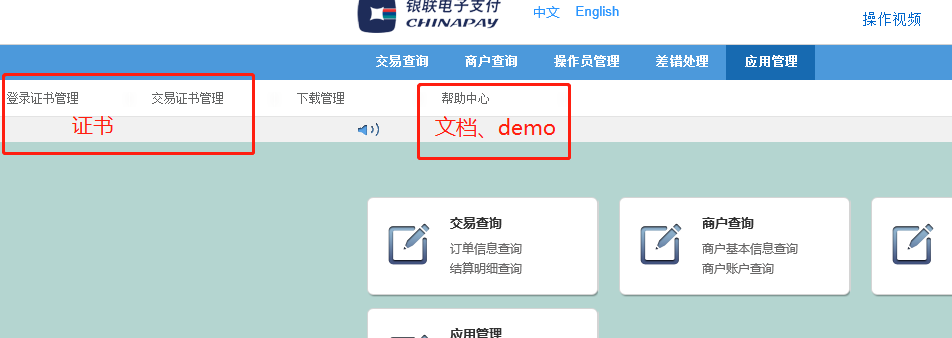 银联电子支付
CHINAPAY
中文 English
操作视频
交易查询 商户查询 操作员管理 差错处理 应用管理
登录证书管理 交易证书管理 下载管理 帮助中心
证书 文档、demo
交易查询
订单信息查询
结算明细查询
商户查询
商户基本信息查询
商户账户查询
应用管理